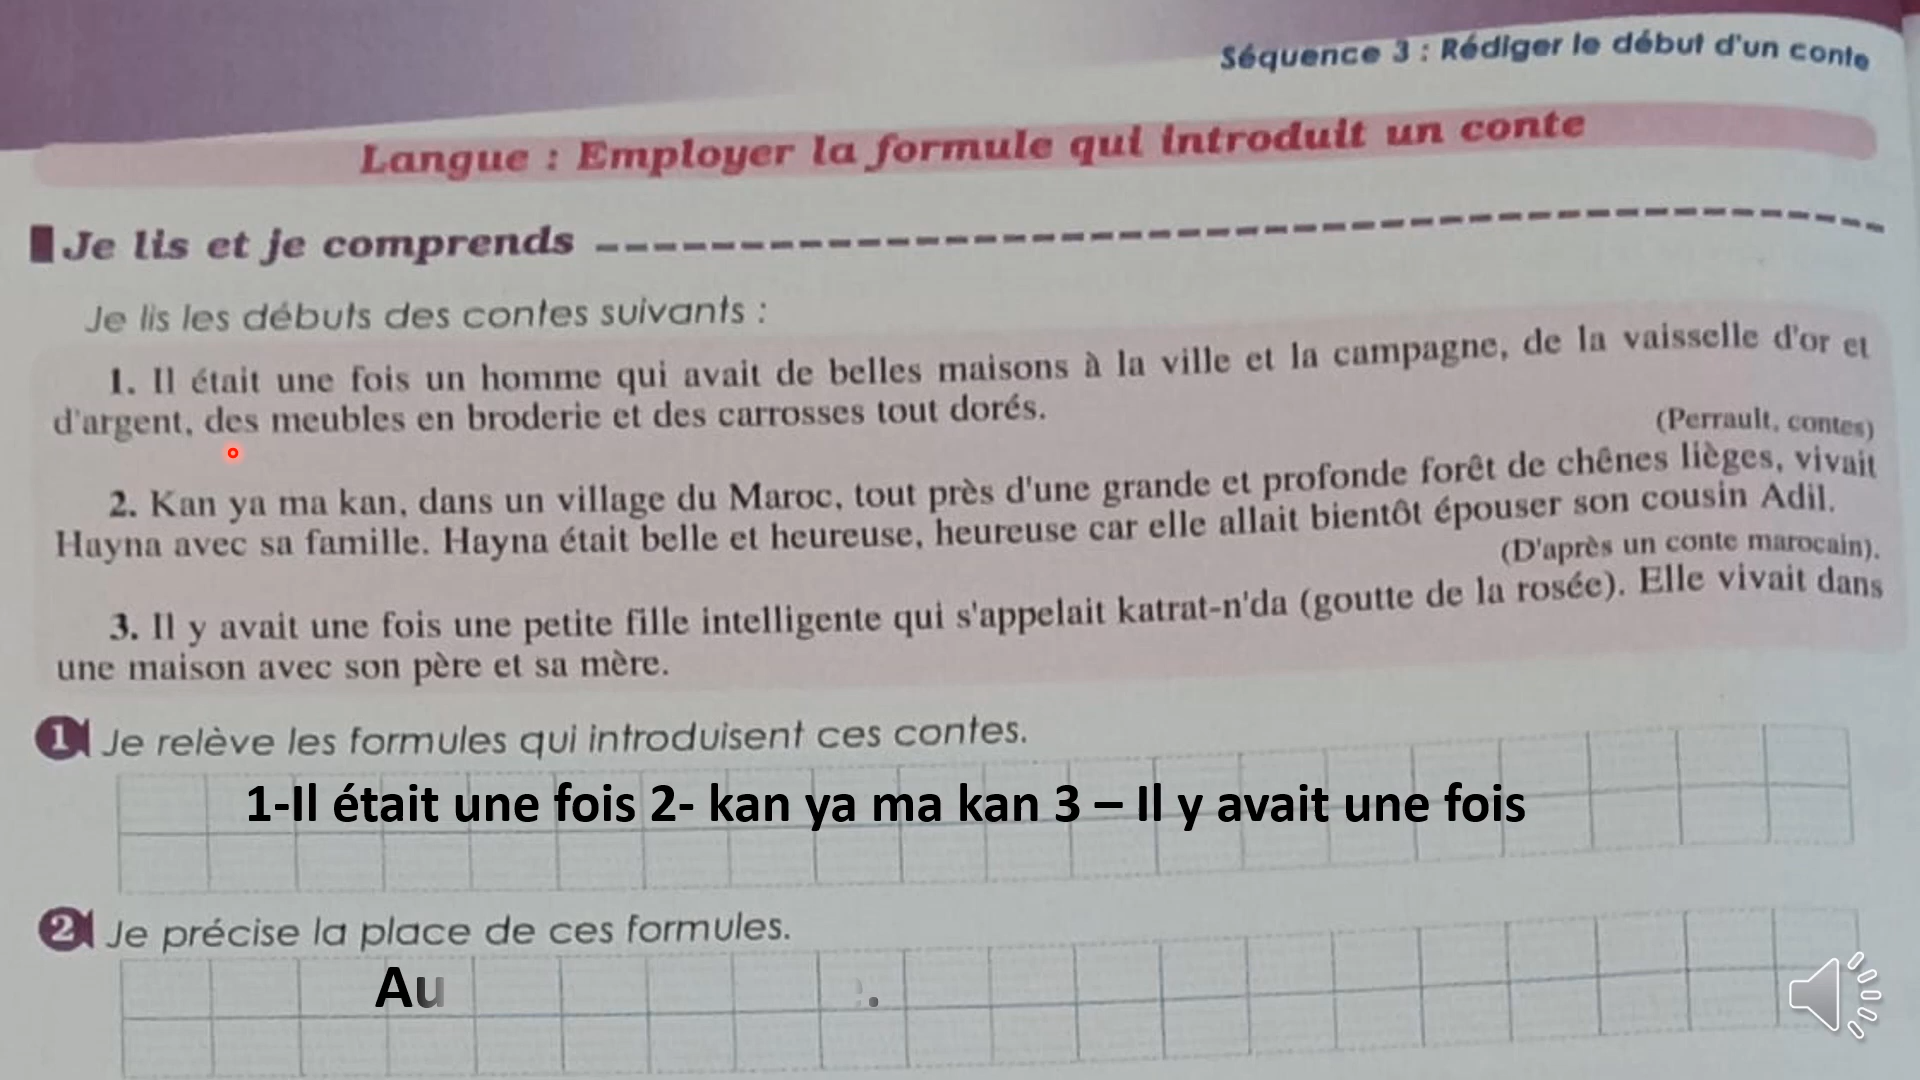 Séquence 3 : Rédiger le début d'un conte
Langue : Employer la formule qui introduit un conte
Je lis et je comprends
Je lis les débuts des contes suivants :
1. Il était une fois un homme qui avait de belles maisons à la ville et la campagne, de la vaisselle d'or et
d'argent, des meubles en broderie et des carrosses tout dorés.
(Perrault, contes)
2. Kan ya ma kan, dans un village du Maroc, tout près d'une grande et profonde forêt de chênes lièges, vivait
Hayna avec sa famille. Hayna était belle et heureuse, heureuse car elle allait bientôt épouser son cousin Adil.
(D'après un conte marocain).
3. Il y avait une fois une petite fille intelligente qui s'appelait katrat-n'da (goutte de la rosée). Elle vivait dans
une maison avec son père et sa mère.
1 Je relève les formules qui introduisent ces contes.
1-Il était une fois 2- kan ya ma kan 3 – Il y avait une fois
2 Je précise la place de ces formules.
Au .